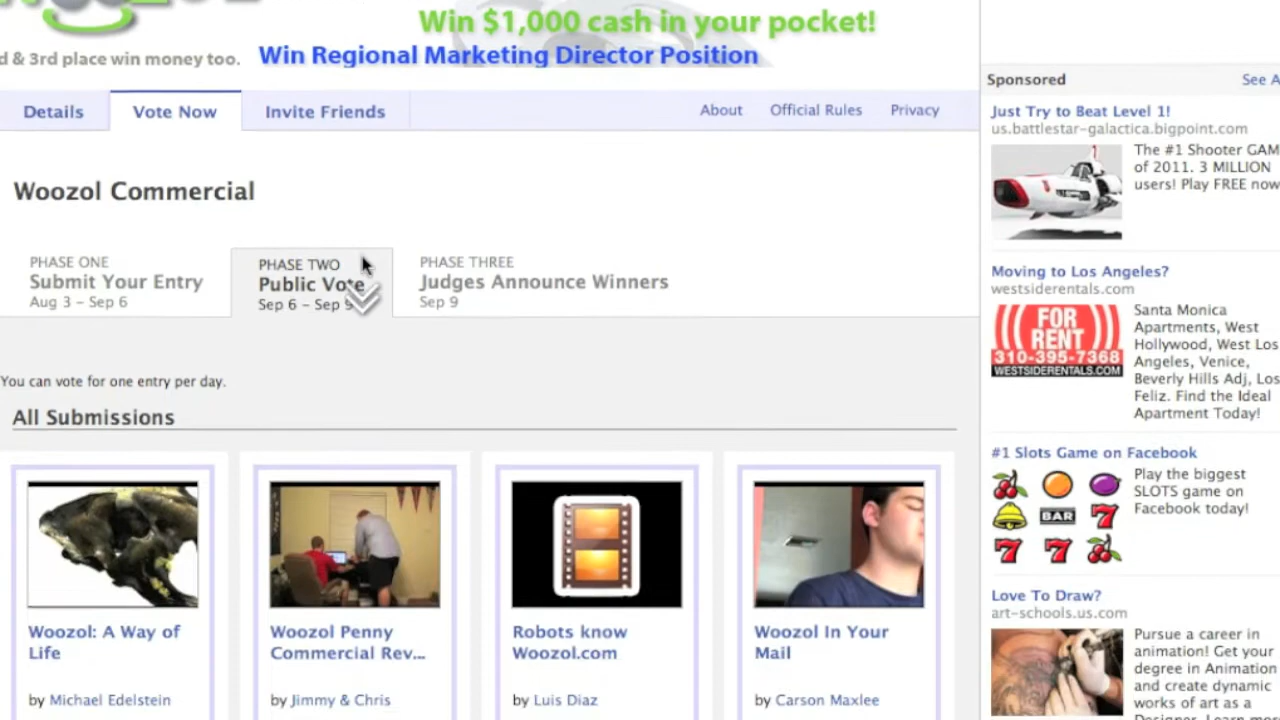 Win $1,000 cash in your pocket!
d & 3rd place win money too.
Win Regional Marketing Director Position
Details
Vote Now
Invite Friends
About
Official Rules
Privacy
Woozol Commercial
PHASE ONE
Submit Your Entry
Aug 3 – Sep 6
PHASE TWO
Public Vote
Sep 6 – Sep 9
PHASE THREE
Judges Announce Winners
Sep 9
You can vote for one entry per day.
All Submissions
Woozol: A Way of
Life
by Michael Edelstein
Woozol Penny
Commercial Rev...
by Jimmy & Chris
Robots know
Woozol.com
by Luis Diaz
Woozol In Your
Mail
by Carson Maxlee
Sponsored
See A
Just Try to Beat Level 1!
us.battlestar-galactica.bigpoint.com
The #1 Shooter GAM
of 2011. 3 MILLION
users! Play FREE now
Moving to Los Angeles?
westsiderentals.com
FOR
RENT
310-395-7368
WESTSIDERENTALS.COM
Santa Monica
Apartments, West
Hollywood, West Los
Angeles, Venice,
Beverly Hills Adj, Los
Feliz. Find the Ideal
Apartment Today!
#1 Slots Game on Facebook
BAR
7
7
7
Play the biggest
SLOTS game on
Facebook today!
Love To Draw?
art-schools.us.com
Pursue a career in
animation! Get your
degree in Animation
and create dynamic
works of art as a